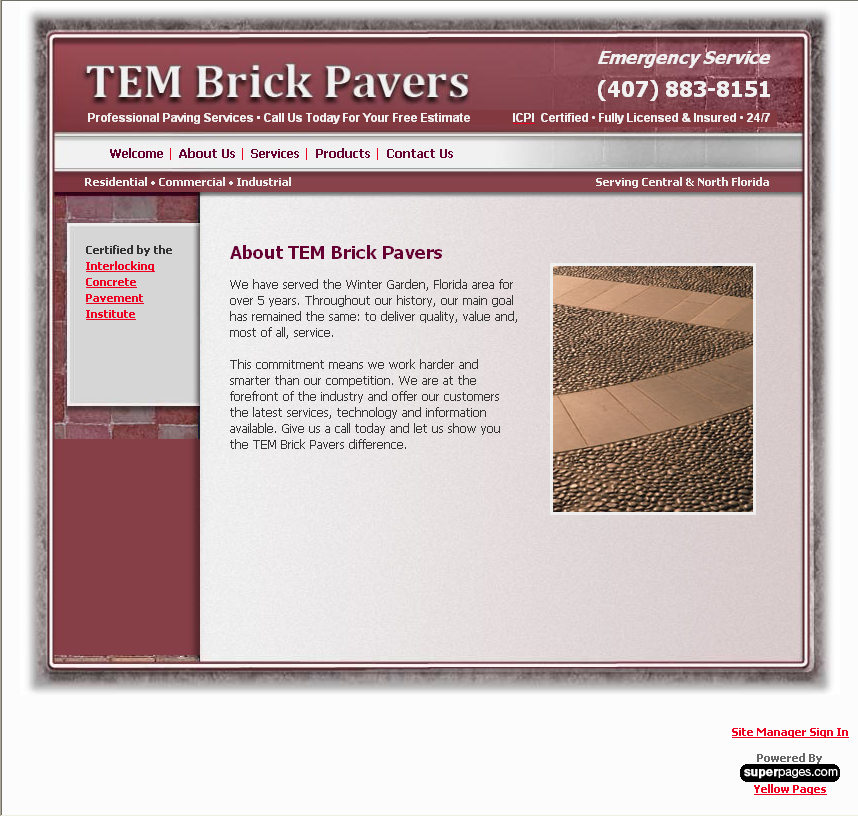 TEM Brick Pavers
Emergency Service
(407) 883-8151
Professional Paving Services • Call Us Today For Your Free Estimate
ICPI Certified • Fully Licensed & Insured • 24/7
Welcome | About Us | Services | Products | Contact Us
Residential • Commercial • Industrial
Serving Central & North Florida
Certified by the
Interlocking
Concrete
Pavement
Institute
About TEM Brick Pavers
We have served the Winter Garden, Florida area for
over 5 years. Throughout our history, our main goal
has remained the same: to deliver quality, value and,
most of all, service.
This commitment means we work harder and
smarter than our competition. We are at the
forefront of the industry and offer our customers
the latest services, technology and information
available. Give us a call today and let us show you
the TEM Brick Pavers difference.
Site Manager Sign In
Powered By
superpages.com
Yellow Pages